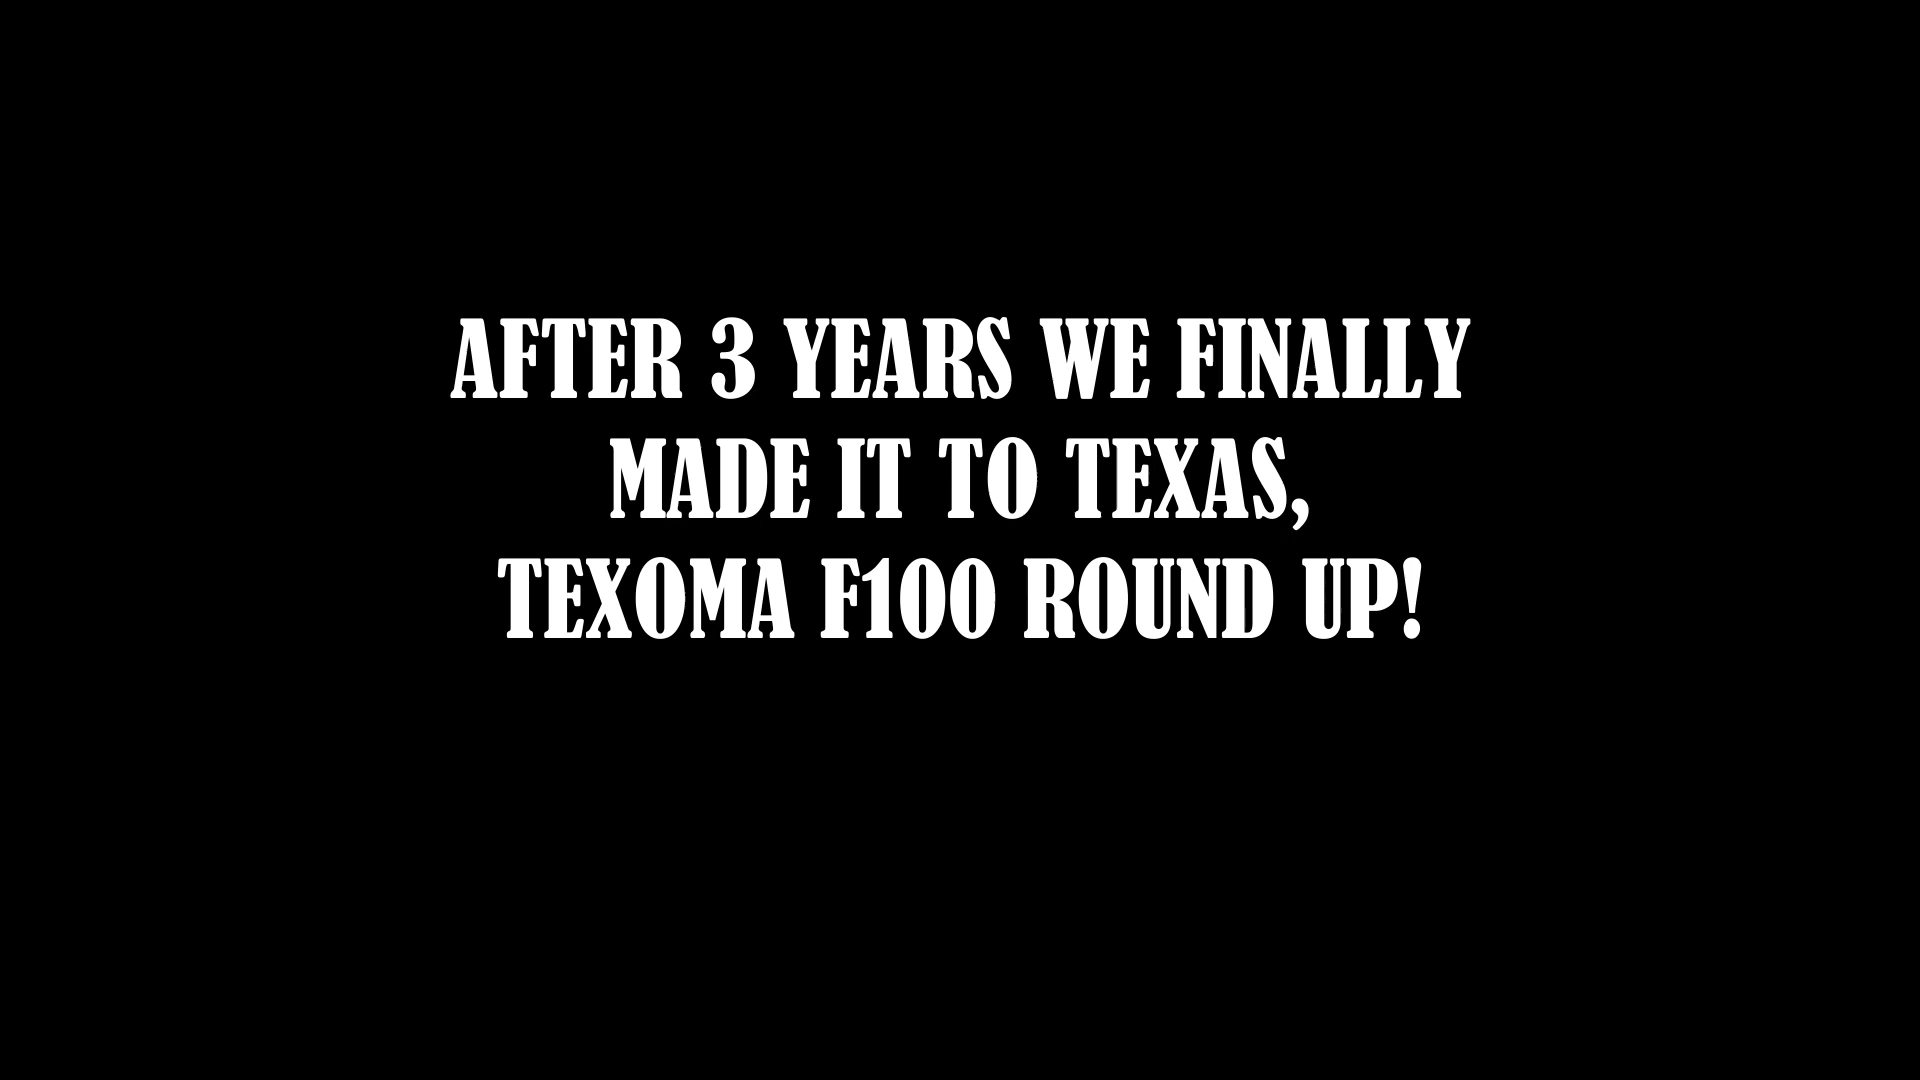 AFTER 3 YEARS WE FINALLY
MADE IT TO TEXAS,
TEXOMA F100 ROUND UP!